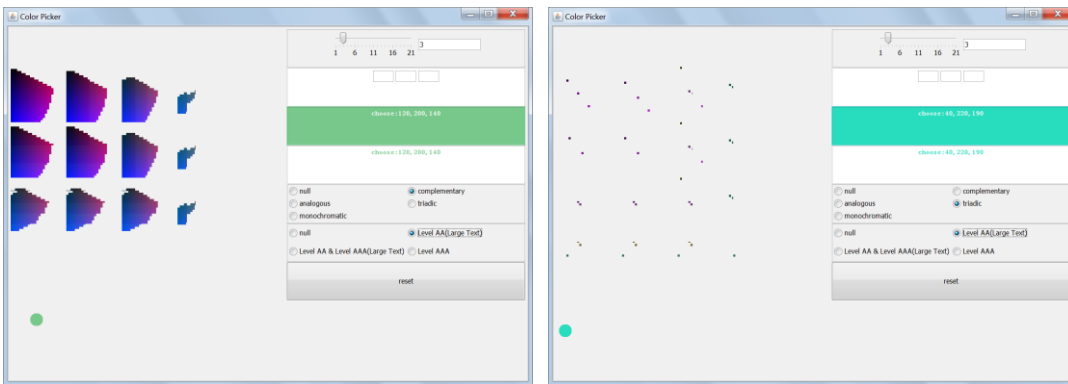 Color Picker
3
1 6 11 16 21
choose:120,200,140
choose:120,200,140
null
complementary
analogous
triadic
monochromatic
null
Level AA(Large Text)
Level AA & Level AAA(Large Text)
Level AAA
reset
Color Picker
3
1 6 11 16 21
choose:40,220,190
choose:40,220,190
null
complementary
analogous
triadic
monochromatic
null
Level AA(Large Text)
Level AA & Level AAA(Large Text)
Level AAA
reset